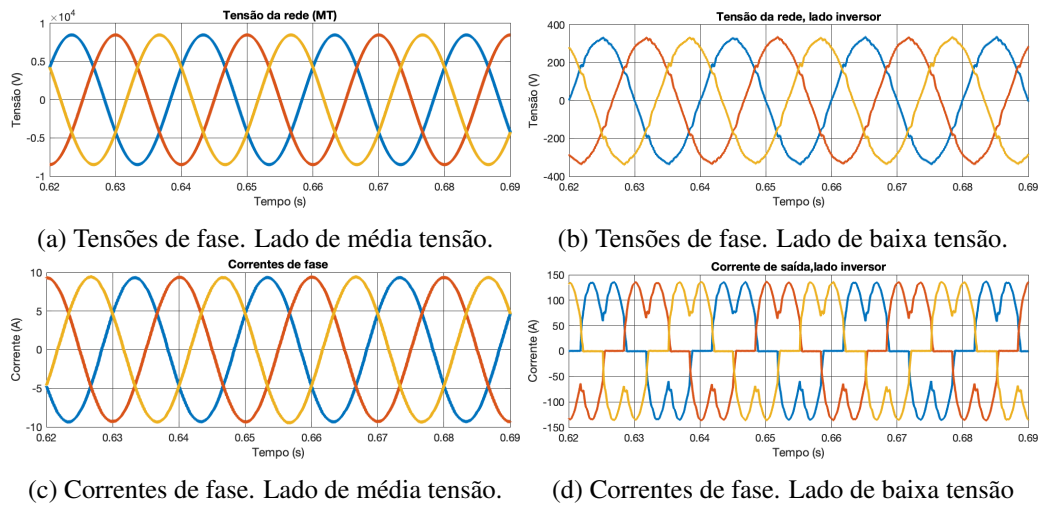 Tensão da rede (MT)
1 ×10⁴
0.5
0
-0.5
-1
Tensão (V)
0.62 0.63 0.64 0.65 0.66 0.67 0.68 0.69
Tempo (s)
(a) Tensões de fase. Lado de média tensão.
Tensão da rede, lado inversor
400
200
0
-200
-400
Tensão (V)
0.62 0.63 0.64 0.65 0.66 0.67 0.68 0.69
Tempo (s)
(b) Tensões de fase. Lado de baixa tensão.
Correntes de fase
10
5
0
-5
-10
Corrente (A)
0.62 0.63 0.64 0.65 0.66 0.67 0.68 0.69
Tempo (s)
(c) Correntes de fase. Lado de média tensão.
Corrente de saída,lado inversor
150
100
50
0
-50
-100
-150
Corrente (A)
0.62 0.63 0.64 0.65 0.66 0.67 0.68 0.69
Tempo (s)
(d) Correntes de fase. Lado de baixa tensão